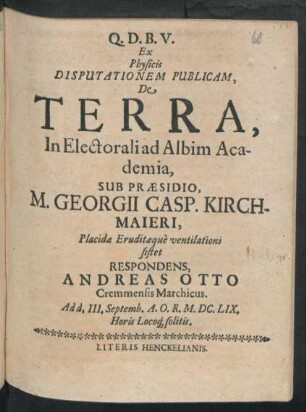 Q. D. B. V.
Ex
Physicis
DISPUTATIONEM PUBLICAM,
De
TERRA,
In Electorali ad Albim Aca-
demia,
SUB PRÆSIDIO,
M. GEORGII CASP. KIRCH-
MAIERI,
Placidæ Eruditæquè ventilationi
sistet
RESPONDENS,
ANDREAS OTTO
Cremmensis Marchicus.
Ad d. III. Septemb. A. O. R. M. DC. LIX.
Horis Locoq; solitis.
LITERIS HENCKELIANIS.